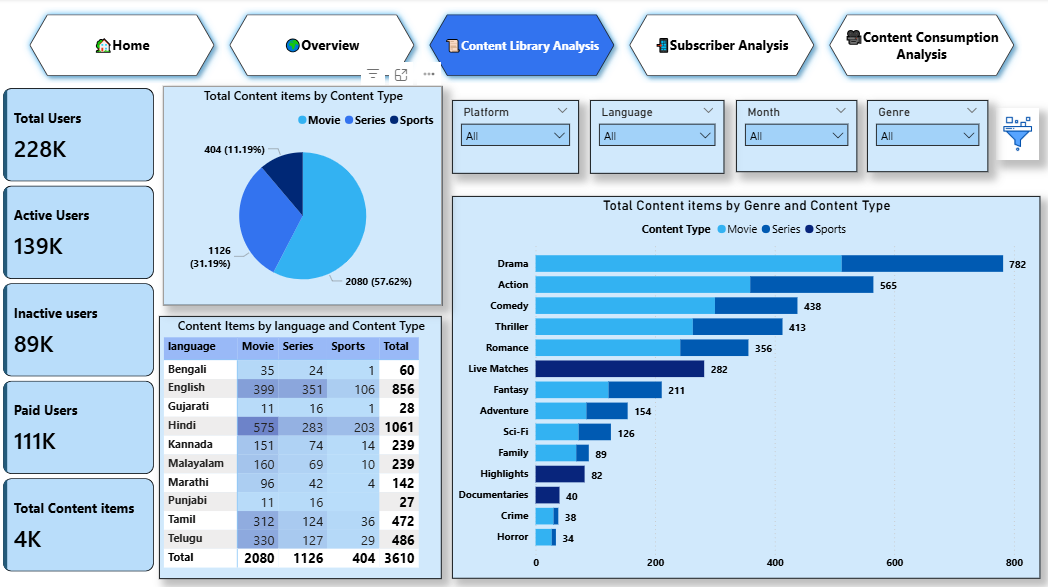 Home
Overview
Content Library Analysis
Subscriber Analysis
Content Consumption
Analysis
Total Users
228K
Active Users
139K
Inactive users
89K
Paid Users
111K
Total Content items
4K
Total Content items by Content Type
Movie Series Sports
404 (11.19%)
1126
(31.19%)
2080 (57.62%)
Content Items by language and Content Type
language Movie Series Sports Total
Bengali 35 24 1 60
English 399 351 106 856
Gujarati 11 16 1 28
Hindi 575 283 203 1061
Kannada 151 74 14 239
Malayalam 160 69 10 239
Marathi 96 42 4 142
Punjabi 11 16 27
Tamil 312 124 36 472
Telugu 330 127 29 486
Total 2080 1126 404 3610
Platform
All
Language
All
Month
All
Genre
All
Total Content items by Genre and Content Type
Content Type Movie Series Sports
Drama 782
Action 565
Comedy 438
Thriller 413
Romance 356
Live Matches 282
Fantasy 211
Adventure 154
Sci-Fi 126
Family 89
Highlights 82
Documentaries 40
Crime 38
Horror 34
0 200 400 600 800